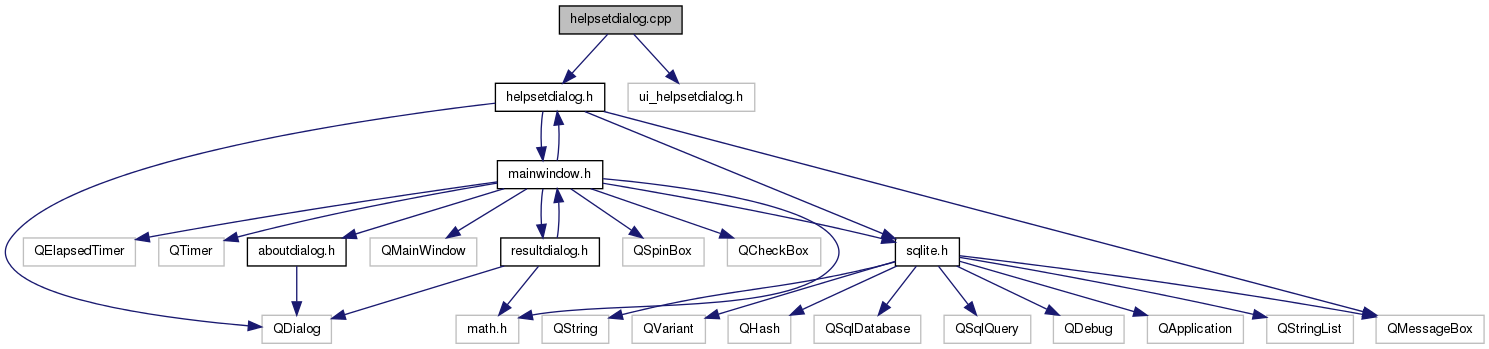 helpsetdialog.cpp
helpsetdialog.h
ui_helpsetdialog.h
mainwindow.h
QElapsedTimer
QTimer
aboutdialog.h
QMainWindow
resultdialog.h
QSpinBox
QCheckBox
sqlite.h
QDialog
math.h
QString
QVariant
QHash
QSqlDatabase
QSqlQuery
QDebug
QApplication
QStringList
QMessageBox